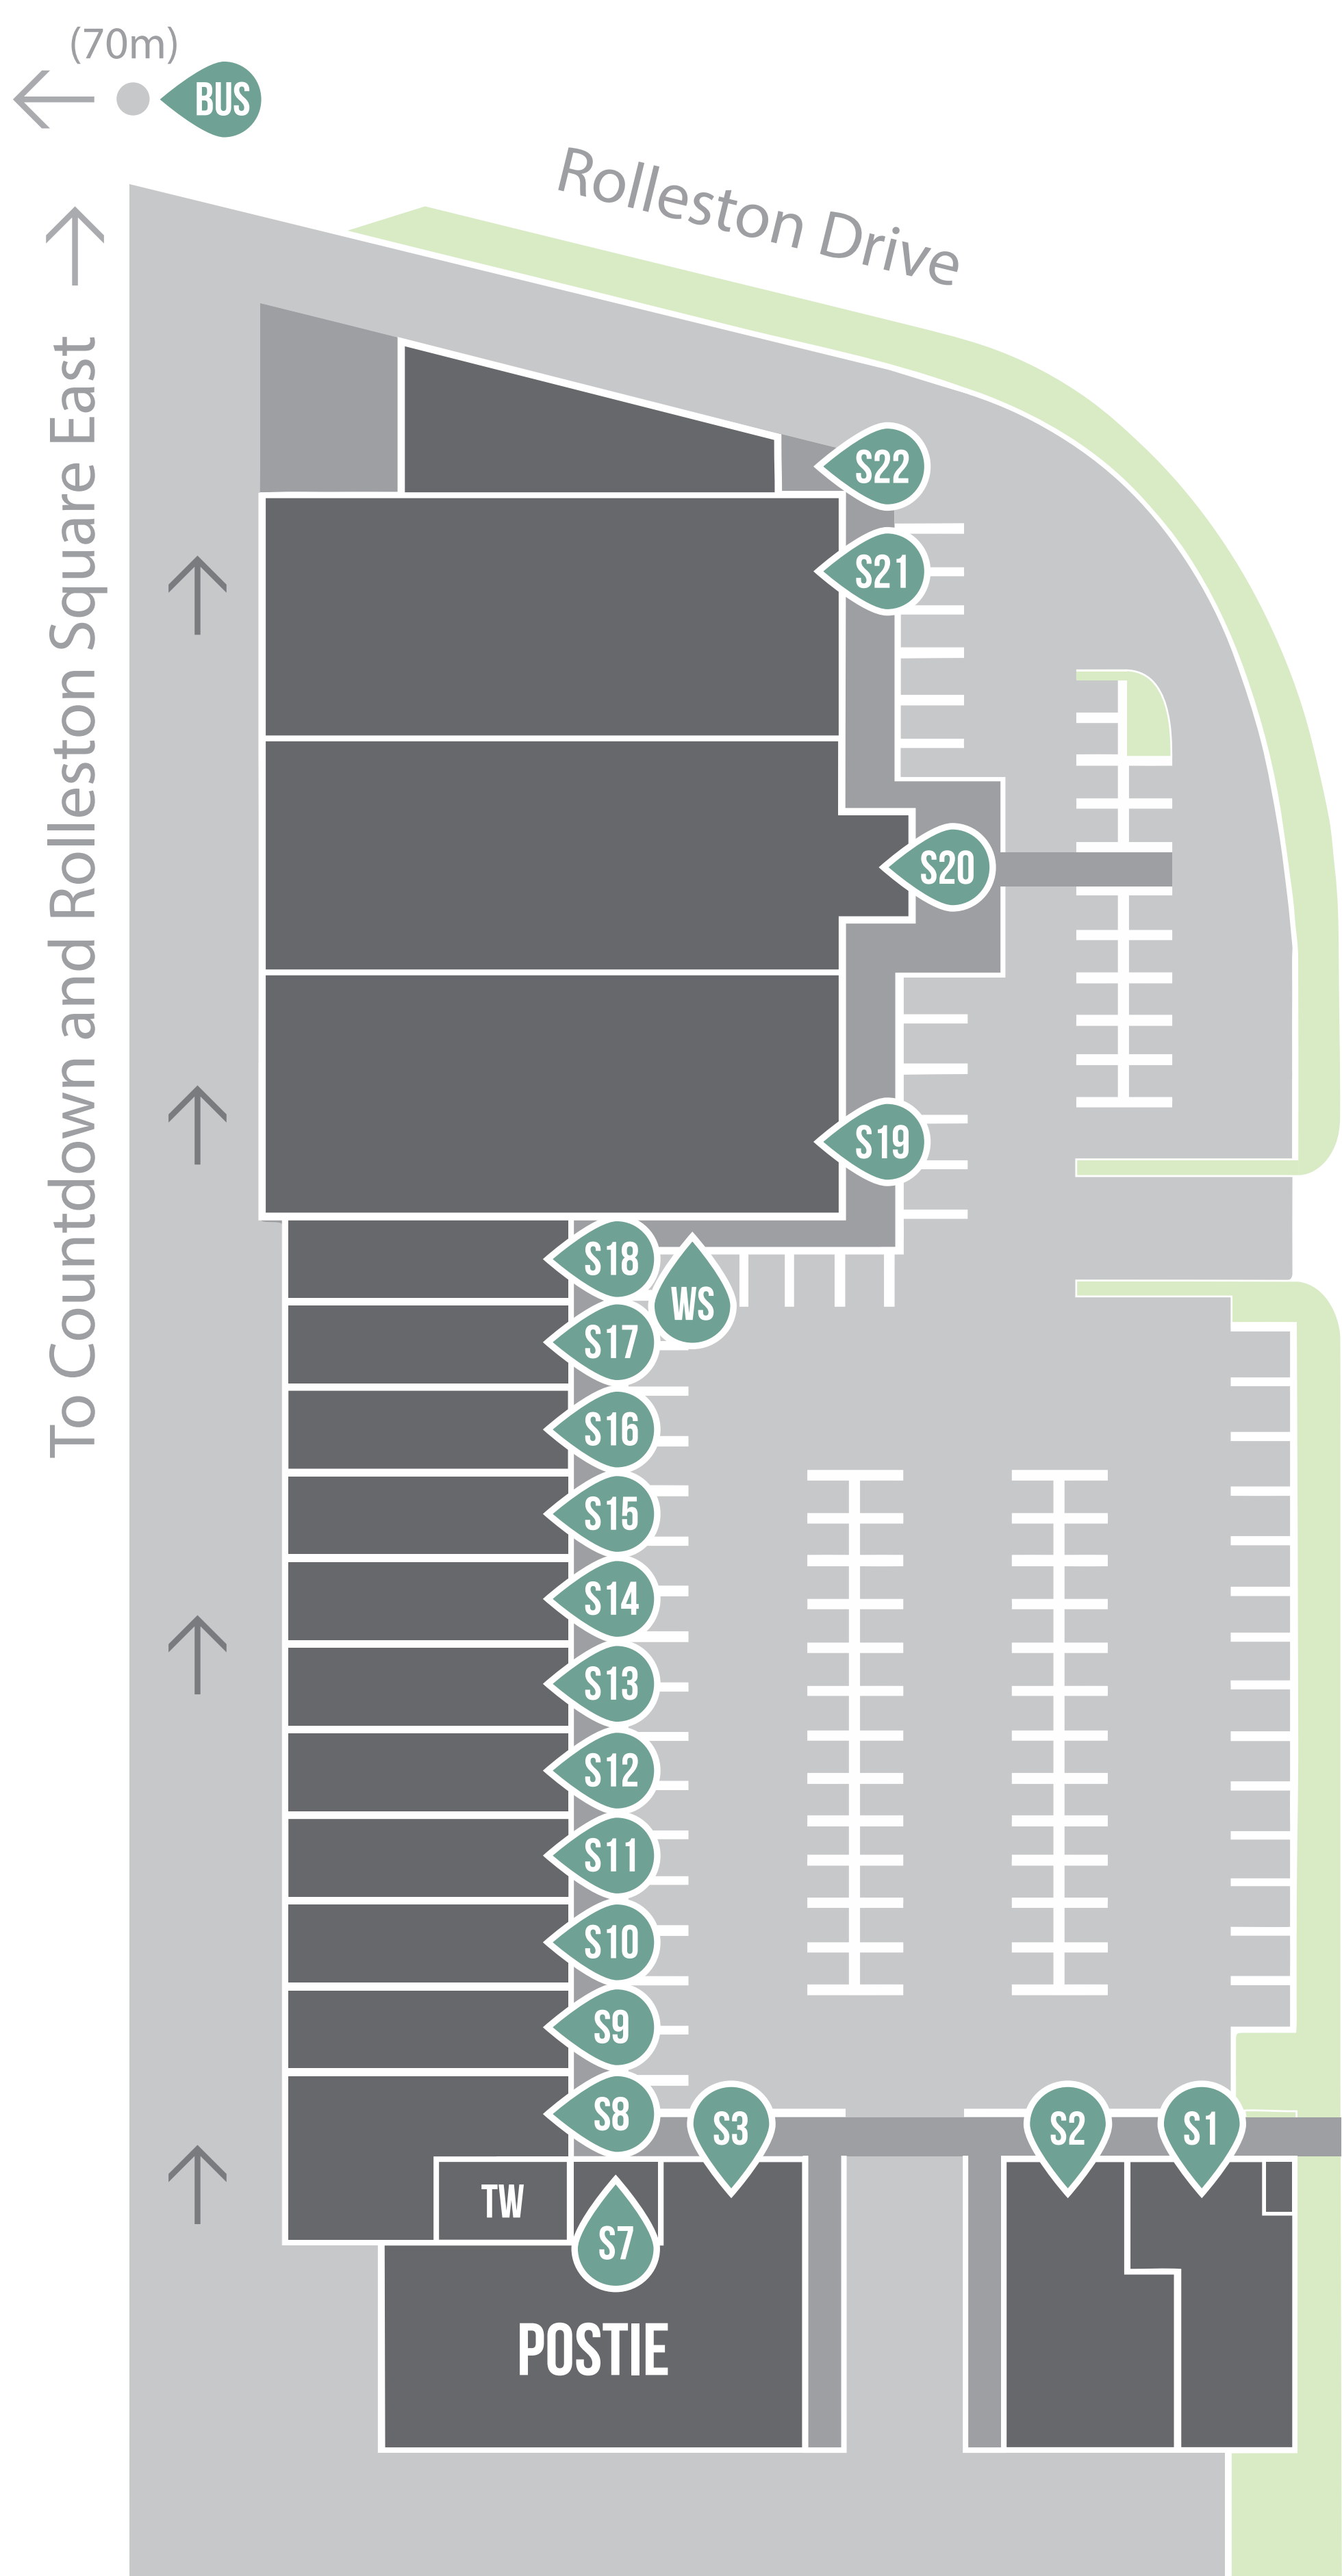 (70m)
BUS
Rolleston Drive
To Countdown and Rolleston Square East
S22
S21
S20
S19
S18
WS
S17
S16
S15
S14
S13
S12
S11
S10
S9
S8
S3
S2
S1
TW
S7
POSTIE